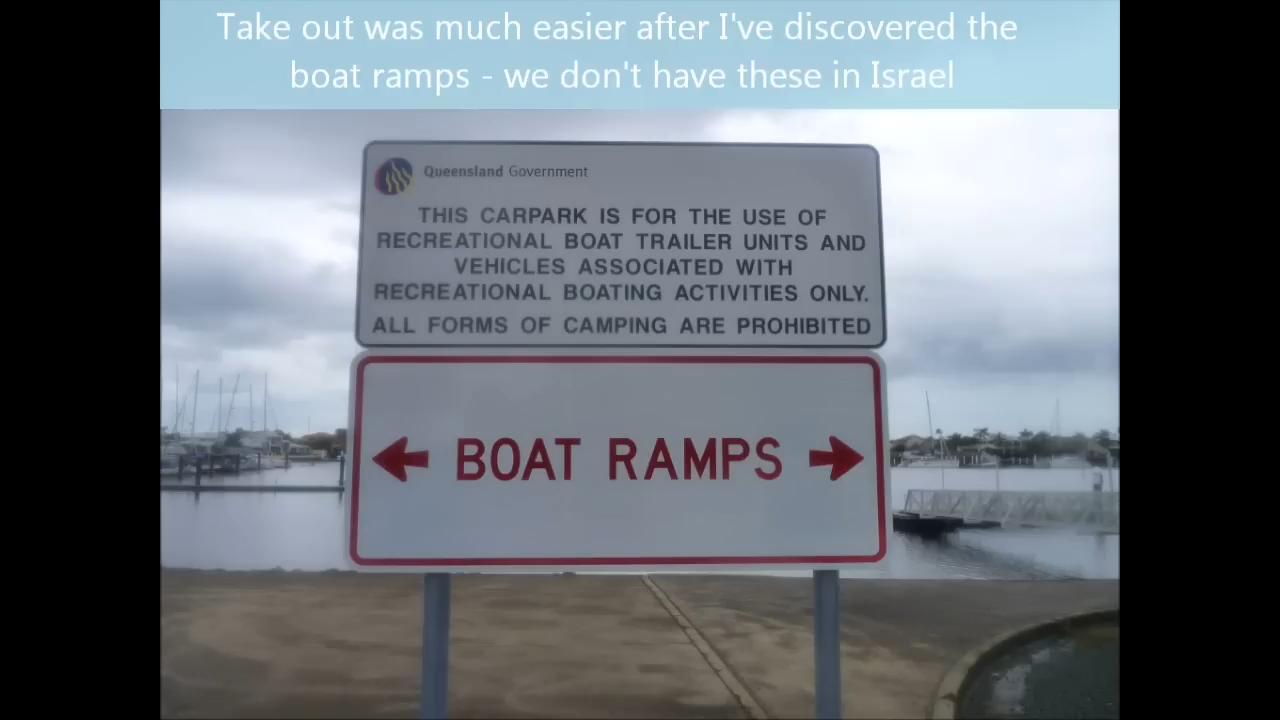 Take out was much easier after I've discovered the
boat ramps - we don't have these in Israel
Queensland Government
THIS CARPARK IS FOR THE USE OF
RECREATIONAL BOAT TRAILER UNITS AND
VEHICLES ASSOCIATED WITH
RECREATIONAL BOATING ACTIVITIES ONLY.
ALL FORMS OF CAMPING ARE PROHIBITED
BOAT RAMPS